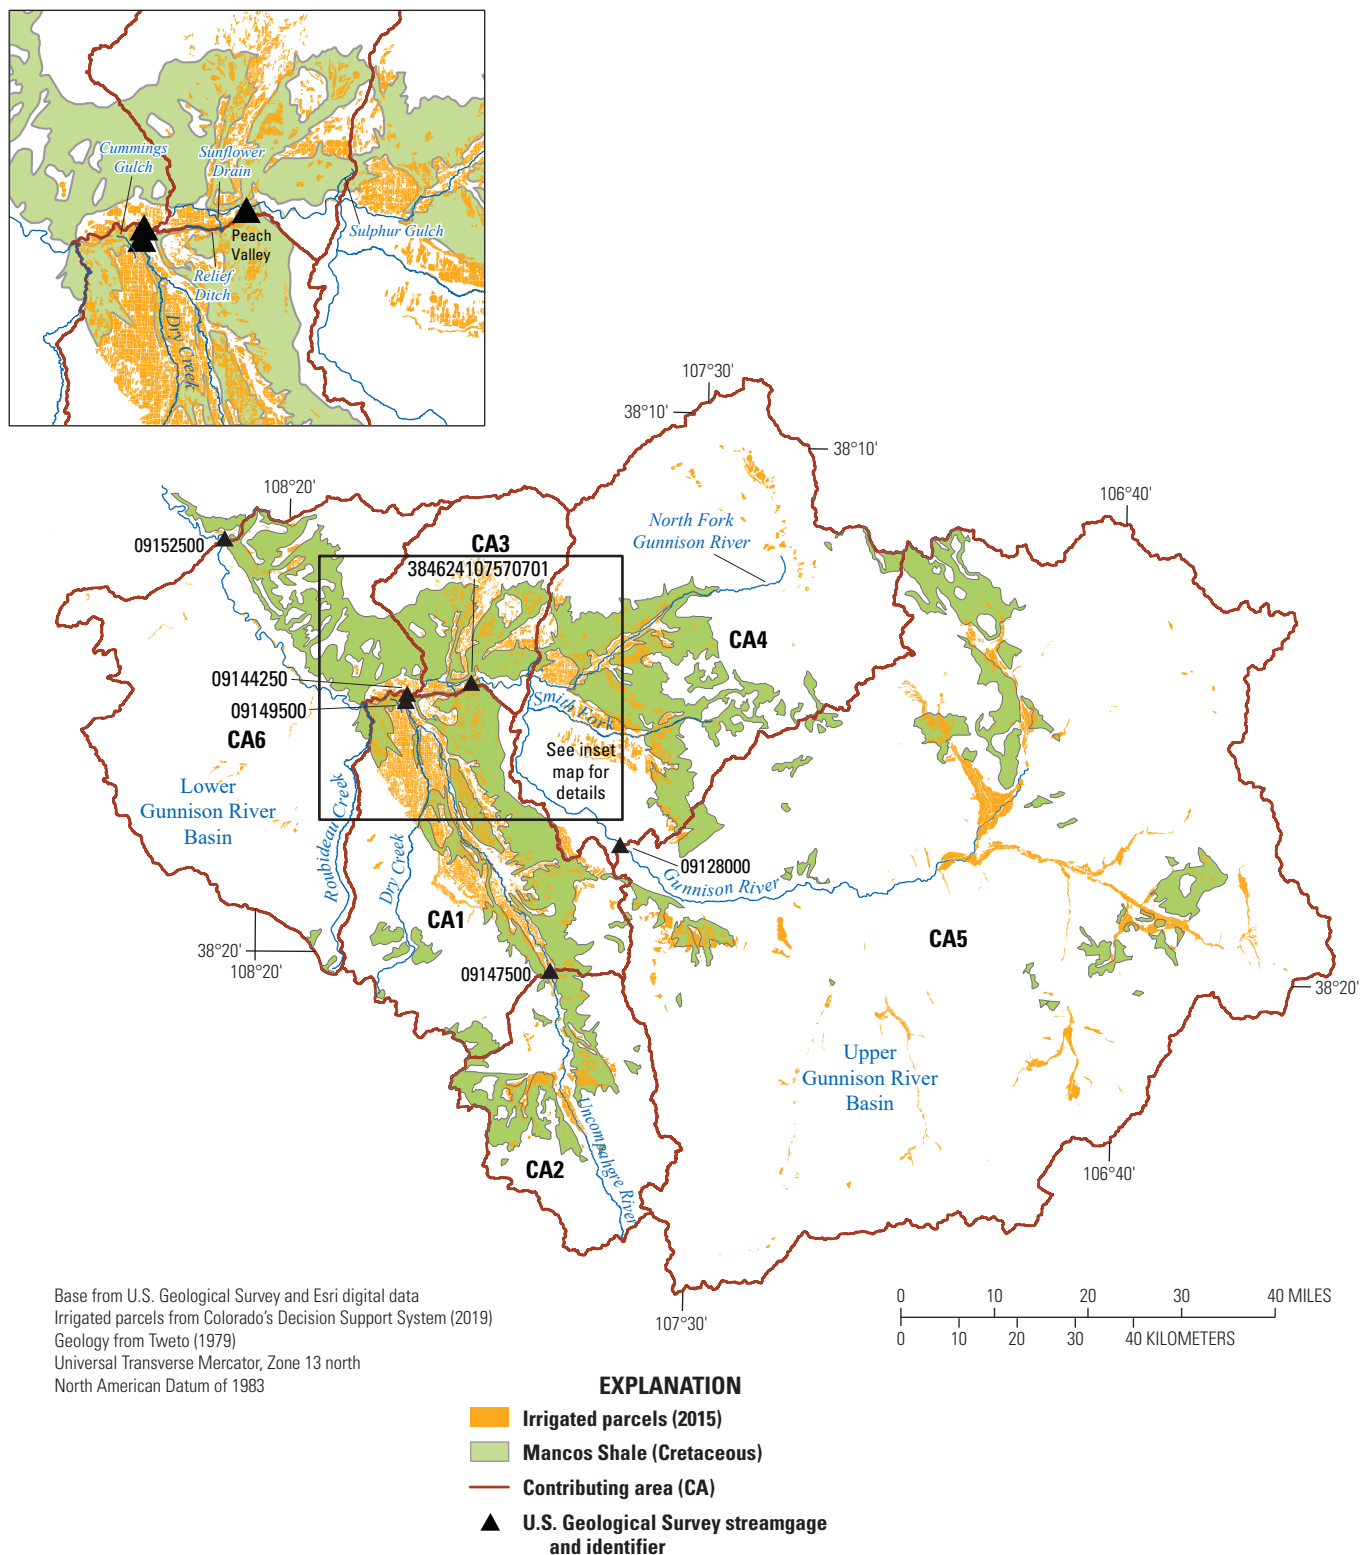 Cummings
Gulch
Sunflower
Drain
Peach
Valley
Sulphur Gulch
Relief
Ditch
Dry Creek
107°30'
38°10'
38°10'
108°20'
106°40'
09152500
CA3
384624107570701
North Fork
Gunnison River
CA4
09144250
09149500
CA6
Smith Fork
See inset
map for
details
Lower
Gunnison River
Basin
Roubideau Creek
Dry Creek
09128000
Gunnison River
CA1
CA5
38°20'
108°20'
09147500
38°20'
Upper
Gunnison River
Basin
Uncompahgre River
CA2
106°40'
107°30'
Base from U.S. Geological Survey and Esri digital data
Irrigated parcels from Colorado's Decision Support System (2019)
Geology from Tweto (1979)
Universal Transverse Mercator, Zone 13 north
North American Datum of 1983
0 10 20 30 40 MILES
0 10 20 30 40 KILOMETERS
EXPLANATION
Irrigated parcels (2015)
Mancos Shale (Cretaceous)
Contributing area (CA)
U.S. Geological Survey streamgage
and identifier